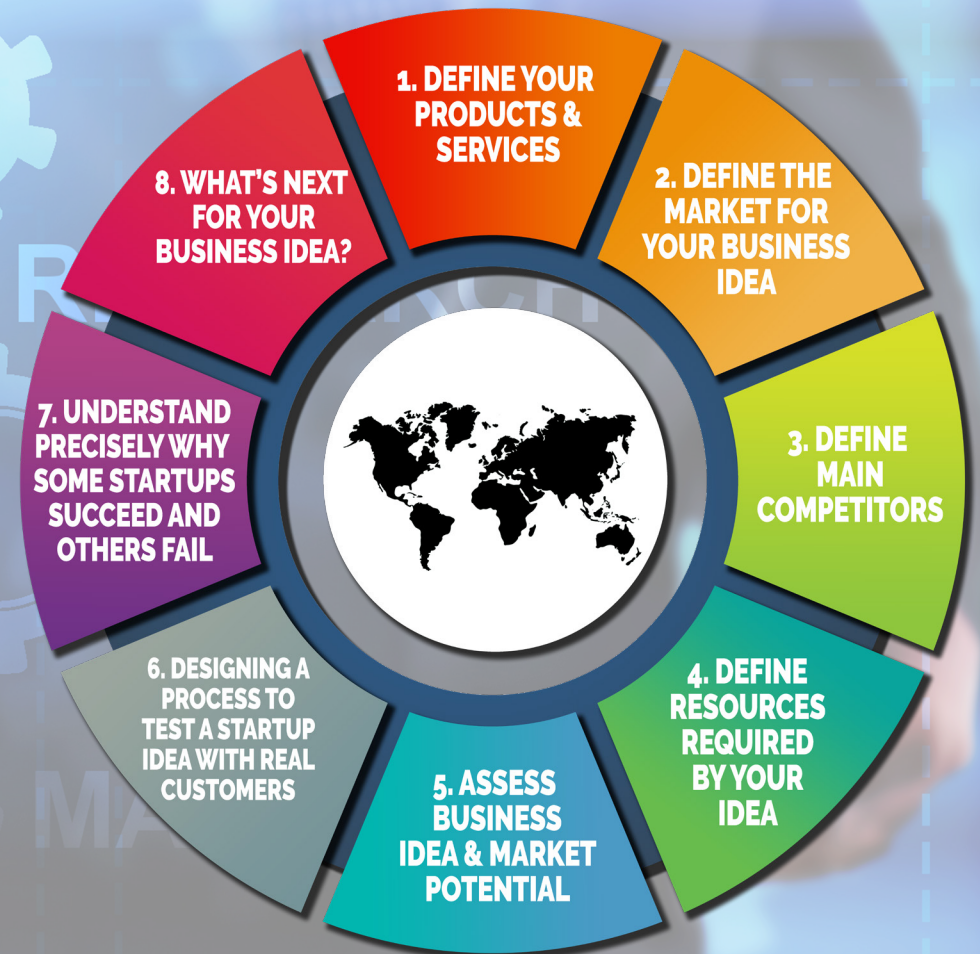 1. DEFINE YOUR
PRODUCTS &
SERVICES
2. DEFINE THE
MARKET FOR
YOUR BUSINESS
IDEA
3. DEFINE
MAIN
COMPETITORS
4. DEFINE
RESOURCES
REQUIRED
BY YOUR
IDEA
5. ASSESS
BUSINESS
IDEA & MARKET
POTENTIAL
6. DESIGNING A
PROCESS TO
TEST A STARTUP
IDEA WITH REAL
CUSTOMERS
7. UNDERSTAND
PRECISELY WHY
SOME STARTUPS
SUCCEED AND
OTHERS FAIL
8. WHAT'S NEXT
FOR YOUR
BUSINESS IDEA?